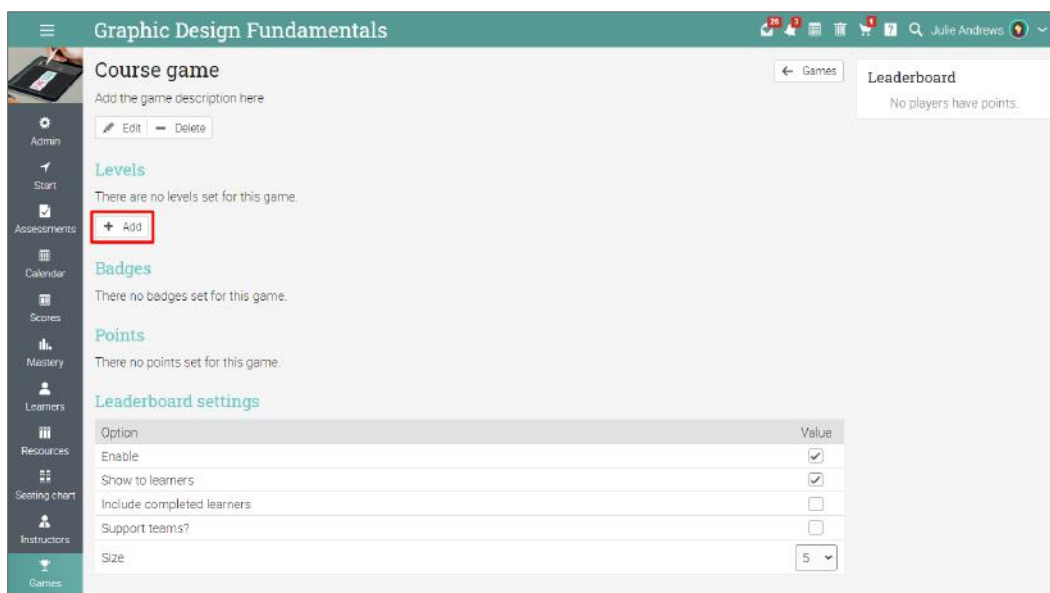 Graphic Design Fundamentals
28 3 1 ? Julie Andrews
Admin
Start
Assessments
Calendar
Scores
Mastery
Learners
Resources
Seating chart
Instructors
Games
Course game
← Games
Add the game description here
Edit — Delete
Levels
There are no levels set for this game.
+ Add
Badges
There no badges set for this game.
Points
There no points set for this game.
Leaderboard settings
Option Value
Enable
Show to learners
Include completed learners
Support teams?
Size 5
Leaderboard
No players have points.